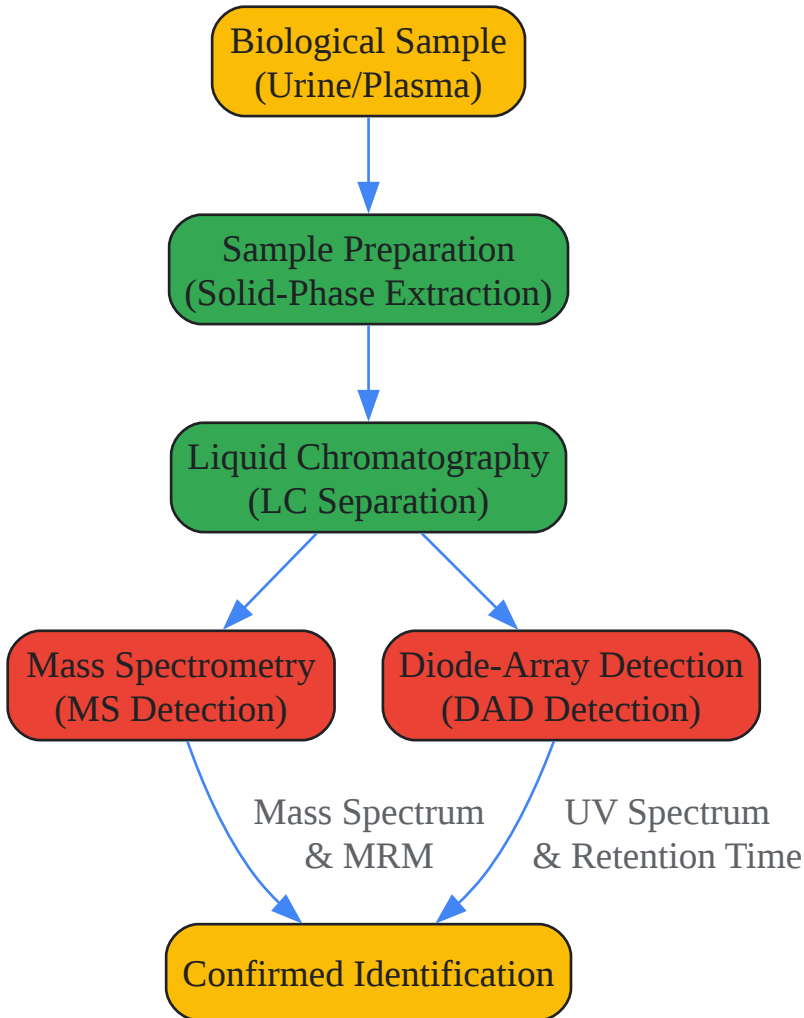 Biological Sample
(Urine/Plasma)
Sample Preparation
(Solid-Phase Extraction)
Liquid Chromatography
(LC Separation)
Mass Spectrometry
(MS Detection)
Diode-Array Detection
(DAD Detection)
Mass Spectrum
& MRM
UV Spectrum
& Retention Time
Confirmed Identification